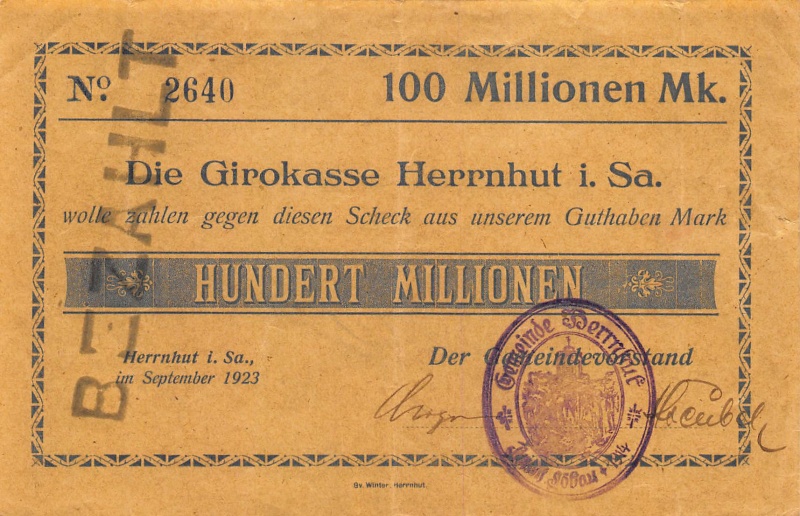 No. 2640 100 Millionen Mk.
Die Girokasse Herrnhut i. Sa.
wolle zahlen gegen diesen Scheck aus unserem Guthaben Mark
HUNDERT MILLIONEN
Herrnhut i. Sa.,
im September 1923
Der Gemeindevorstand
Gemeinde Herrnhut
Gv. Winter, Herrnhut.
BEZAHLT